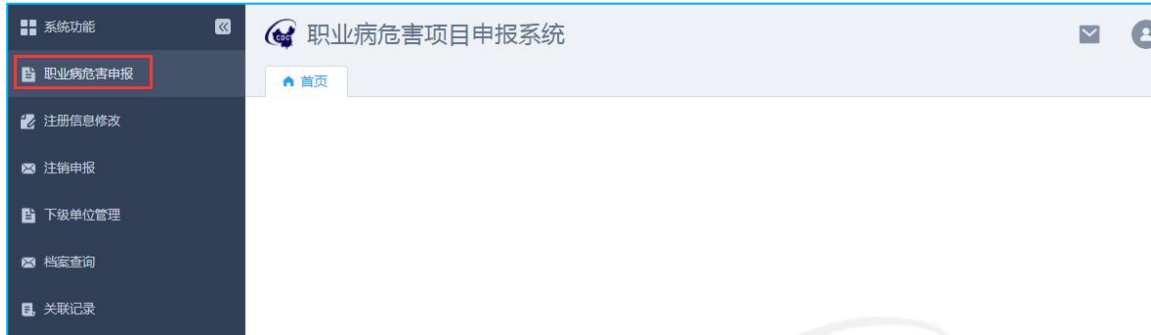 系统功能
职业病危害项目申报系统
职业病危害申报
首页
注册信息修改
注销申报
下级单位管理
档案查询
关联记录